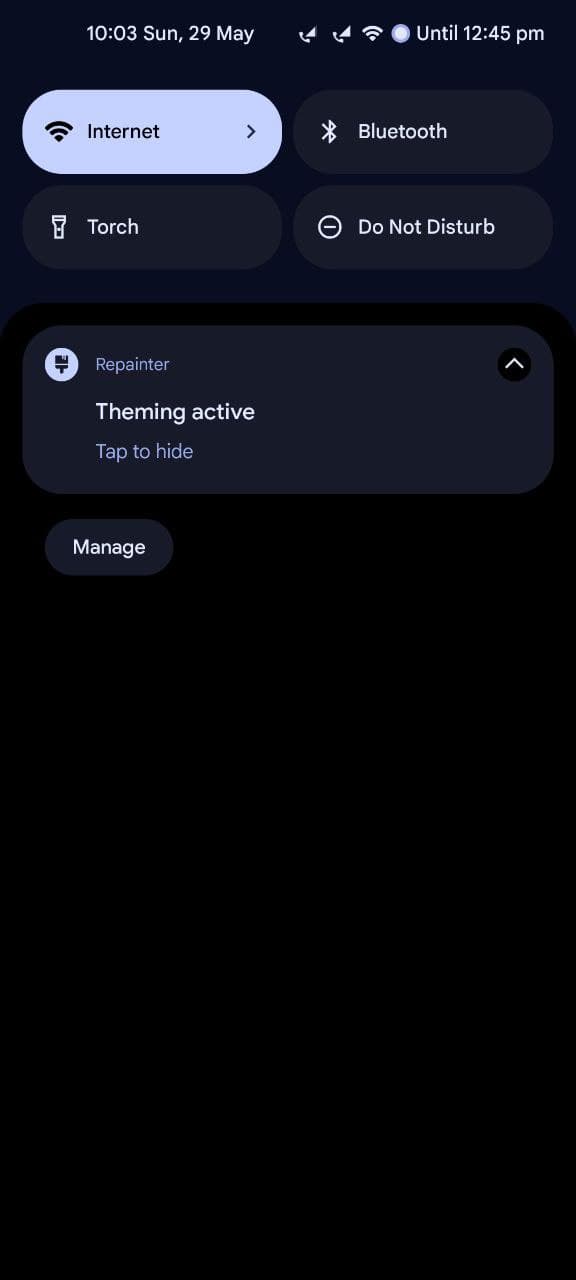 10:03 Sun, 29 May Until 12:45 pm
Internet Bluetooth
Torch Do Not Disturb
Repainter
Theming active
Tap to hide
Manage